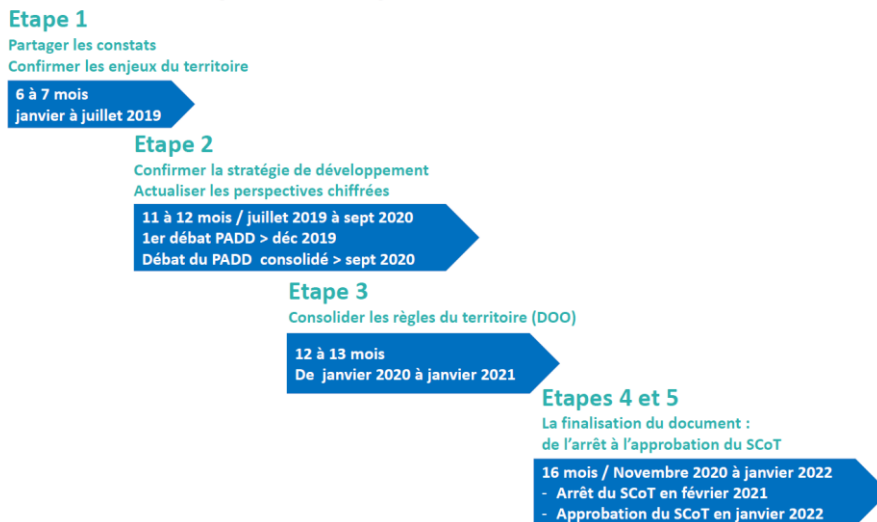 Etape 1
Partager les constats
Confirmer les enjeux du territoire
6 à 7 mois
janvier à juillet 2019
Etape 2
Confirmer la stratégie de développement
Actualiser les perspectives chiffrées
11 à 12 mois / juillet 2019 à sept 2020
1er débat PADD > déc 2019
Débat du PADD consolidé > sept 2020
Etape 3
Consolider les règles du territoire (DOO)
12 à 13 mois
De janvier 2020 à janvier 2021
Etapes 4 et 5
La finalisation du document :
de l'arrêt à l'approbation du SCoT
16 mois / Novembre 2020 à janvier 2022
- Arrêt du SCoT en février 2021
- Approbation du SCoT en janvier 2022